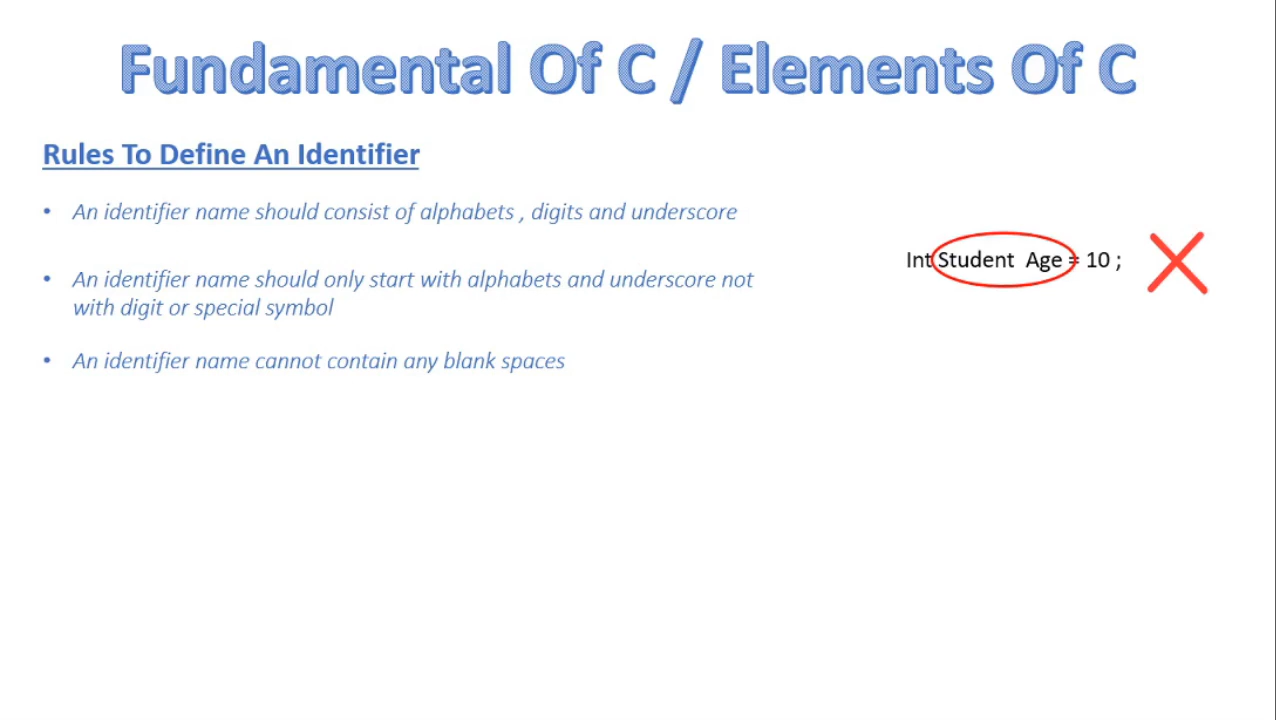 Fundamental Of C / Elements Of C
Rules To Define An Identifier
• An identifier name should consist of alphabets , digits and underscore
• An identifier name should only start with alphabets and underscore not
with digit or special symbol
• An identifier name cannot contain any blank spaces
Int Student Age = 10 ;